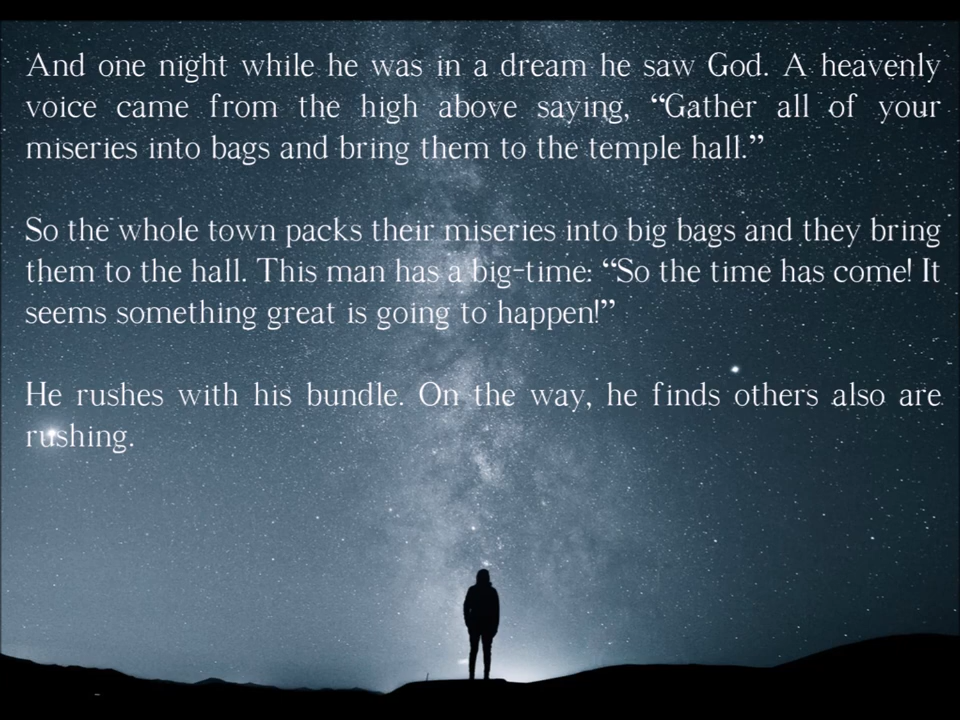 And one night while he was in a dream he saw God. A heavenly
voice came from the high above saying, “Gather all of your
miseries into bags and bring them to the temple hall.”
So the whole town packs their miseries into big bags and they bring
them to the hall. This man has a big-time: “So the time has come! It
seems something great is going to happen!”
He rushes with his bundle. On the way, he finds others also are
rushing.